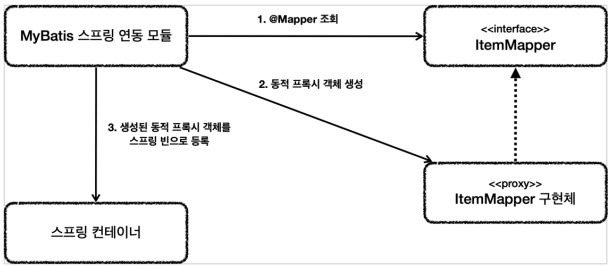 MyBatis 스프링 연동 모듈
1. @Mapper 조회
<<interface>>
ItemMapper
2. 동적 프록시 객체 생성
3. 생성된 동적 프록시 객체를
스프링 빈으로 등록
<<proxy>>
ItemMapper 구현체
스프링 컨테이너